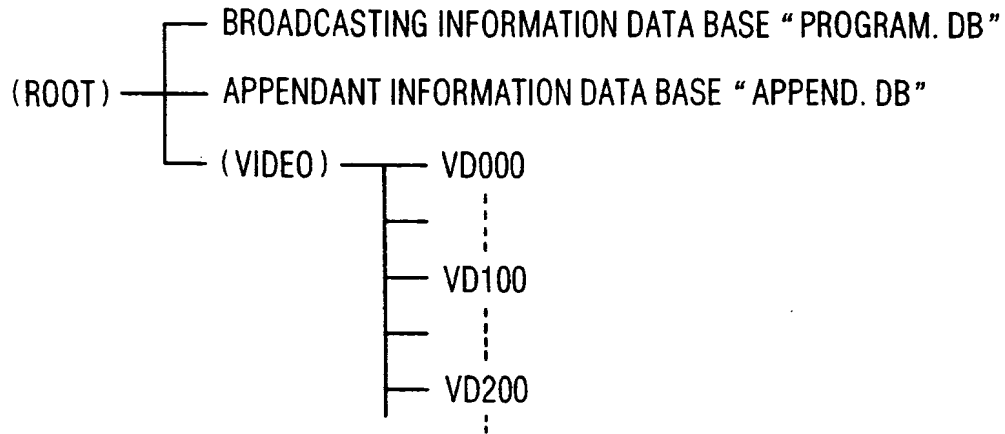 BROADCASTING INFORMATION DATA BASE “PROGRAM. DB”
(ROOT)
APPENDANT INFORMATION DATA BASE “APPEND. DB”
(VIDEO)
VD000
VD100
VD200